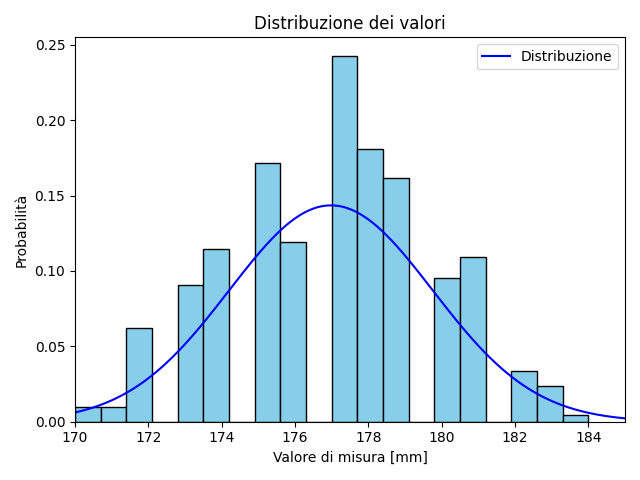 Distribuzione dei valori
Distribuzione
Probabilità
0.25
0.20
0.15
0.10
0.05
0.00
170 172 174 176 178 180 182 184
Valore di misura [mm]